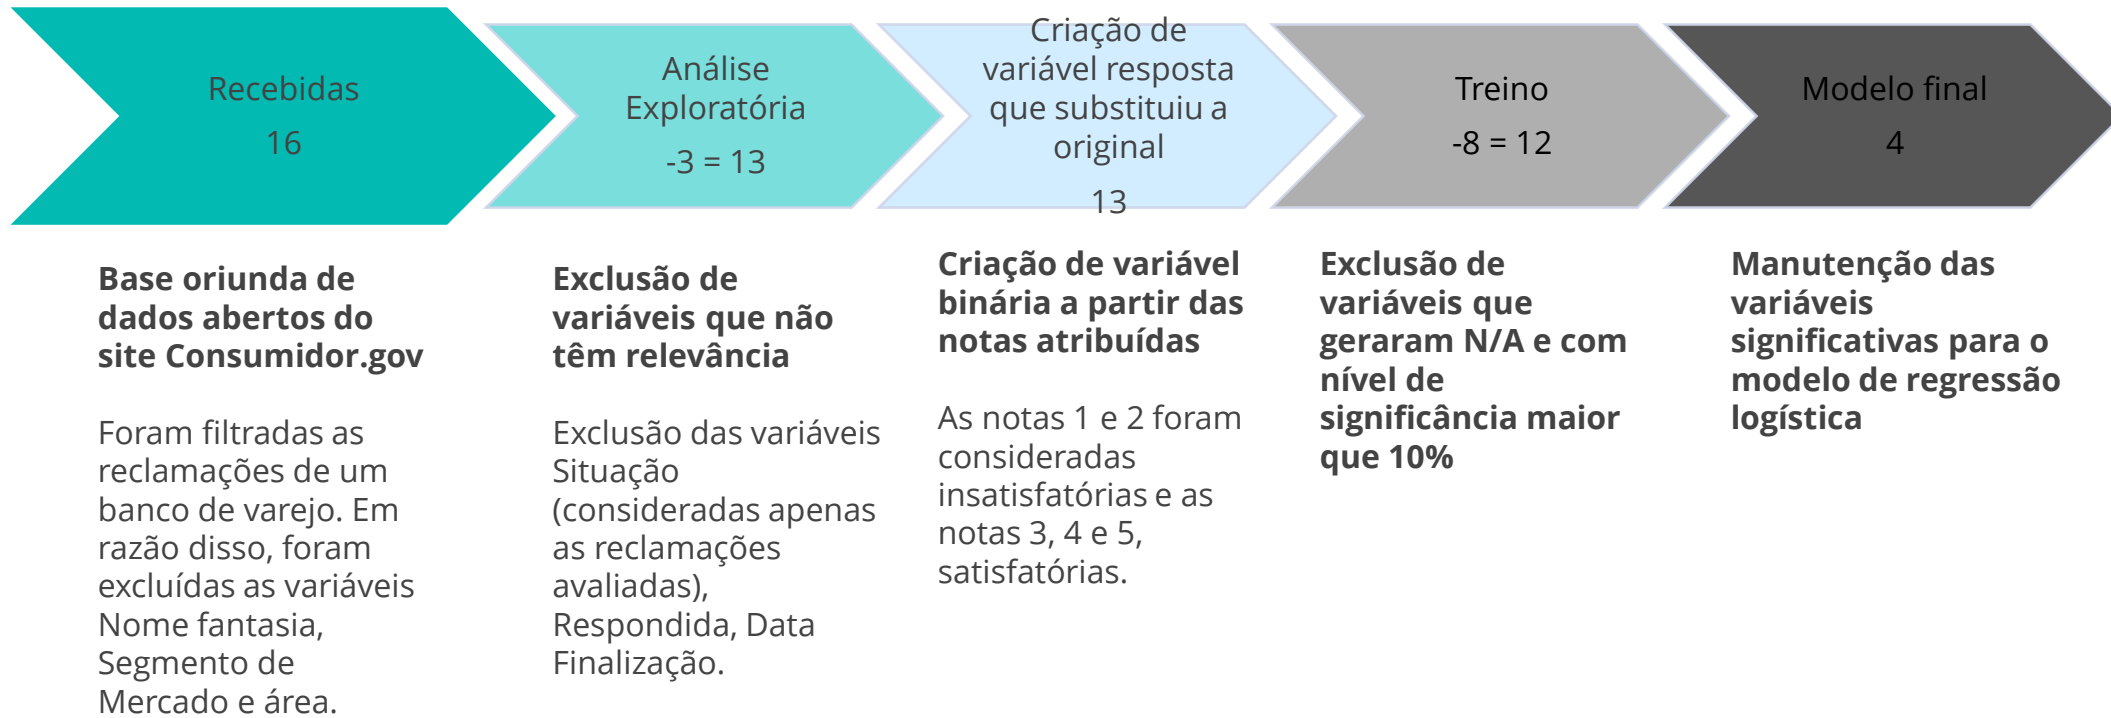 Recebidas
16
Análise
Exploratória
-3 = 13
Criação de
variável resposta
que substituiu a
original
13
Treino
-8 = 12
Modelo final
4
Base oriunda de
dados abertos do
site Consumidor.gov
Foram filtradas as
reclamações de um
banco de varejo. Em
razão disso, foram
excluídas as variáveis
Nome fantasia,
Segmento de
Mercado e área.
Exclusão de
variáveis que não
têm relevância
Exclusão das variáveis
Situação
(consideradas apenas
as reclamações
avaliadas),
Respondida, Data
Finalização.
Criação de variável
binária a partir das
notas atribuídas
As notas 1 e 2 foram
consideradas
insatisfatórias e as
notas 3, 4 e 5,
satisfatórias.
Exclusão de
variáveis que
geraram N/A e com
nível de
significância maior
que 10%
Manutenção das
variáveis
significativas para o
modelo de regressão
logística